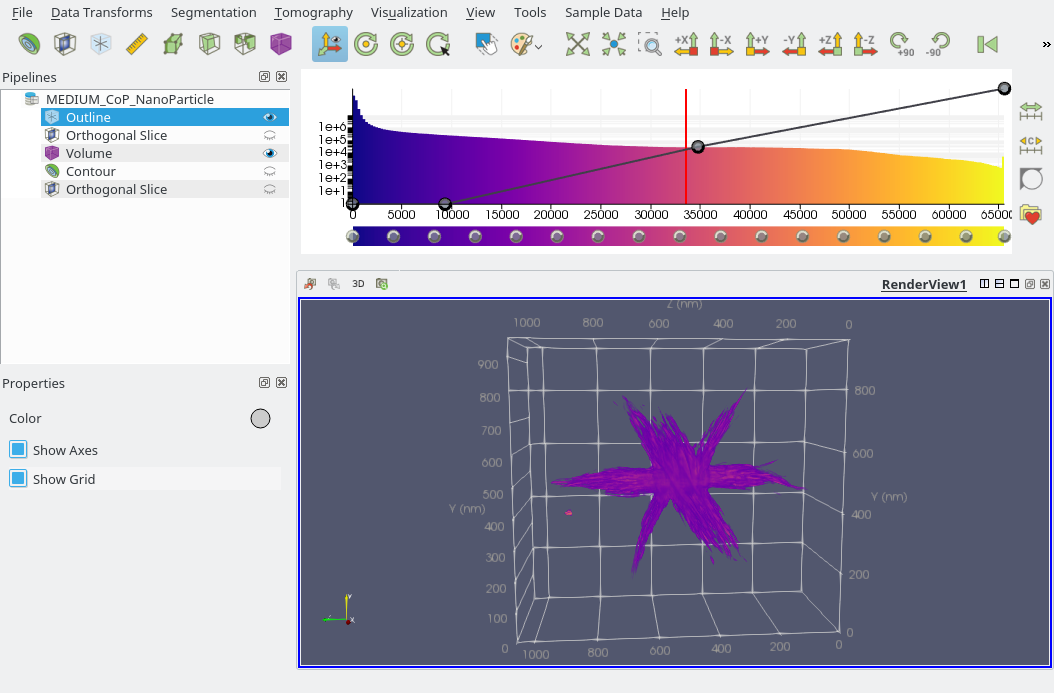 File Data Transforms Segmentation Tomography Visualization View Tools Sample Data Help
+X -X +Y -Y +Z -Z +90 -90 »
Pipelines
MEDIUM_CoP_NanoParticle
Outline
Orthogonal Slice
Volume
Contour
Orthogonal Slice
1e+6
1e+5
1e+4
1e+3
1e+2
1e+1
1
0 5000 10000 15000 20000 25000 30000 35000 40000 45000 50000 55000 60000 65000
C
3D RenderView1
Properties
Color
Show Axes
Show Grid
Z (nm)
1000 800 600 400 200 0
900
800
700
600
500
Y (nm)
400
300
200
100
0
800
600
Y (nm)
400
200
0
1000 800 600 400 200 0
Y
Z
X